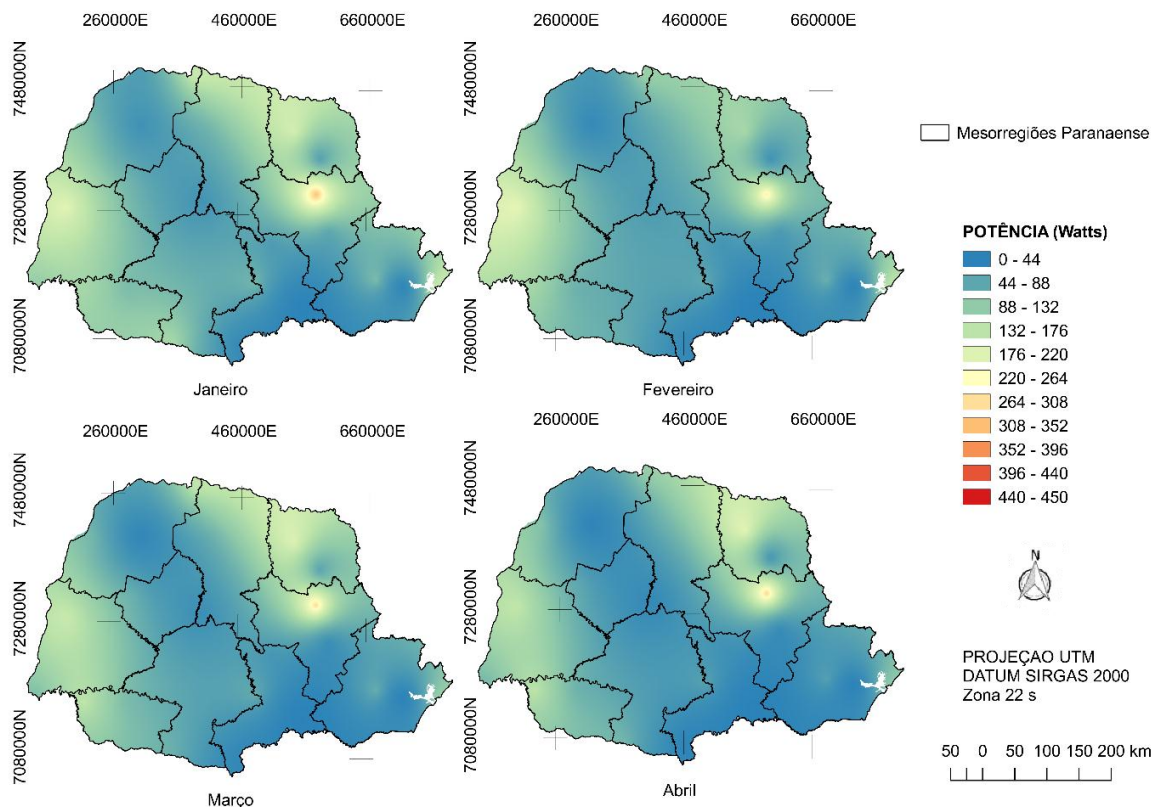 260000E 460000E 660000E
260000E 460000E 660000E
7480000N
7280000N
7080000N
7480000N
7280000N
7080000N
Janeiro
Fevereiro
260000E 460000E 660000E
260000E 460000E 660000E
7480000N
7280000N
7080000N
7480000N
7280000N
7080000N
Março
Abril
Mesorregiões Paranaense
POTÊNCIA (Watts)
0 - 44
44 - 88
88 - 132
132 - 176
176 - 220
220 - 264
264 - 308
308 - 352
352 - 396
396 - 440
440 - 450
N
PROJEÇAO UTM
DATUM SIRGAS 2000
Zona 22 s
50 0 50 100 150 200 km